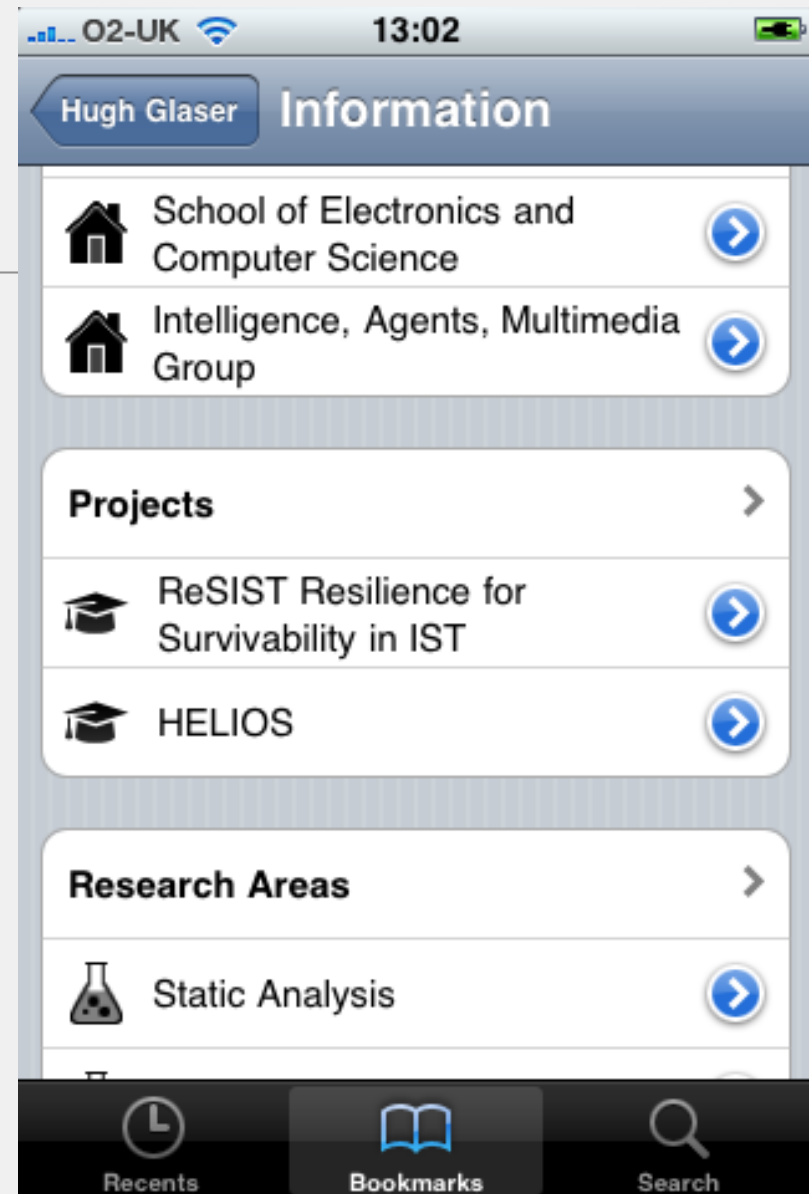 O2-UK 13:02
Hugh Glaser Information
School of Electronics and
Computer Science
Intelligence, Agents, Multimedia
Group
Projects
ReSIST Resilience for
Survivability in IST
HELIOS
Research Areas
Static Analysis
Recents Bookmarks Search